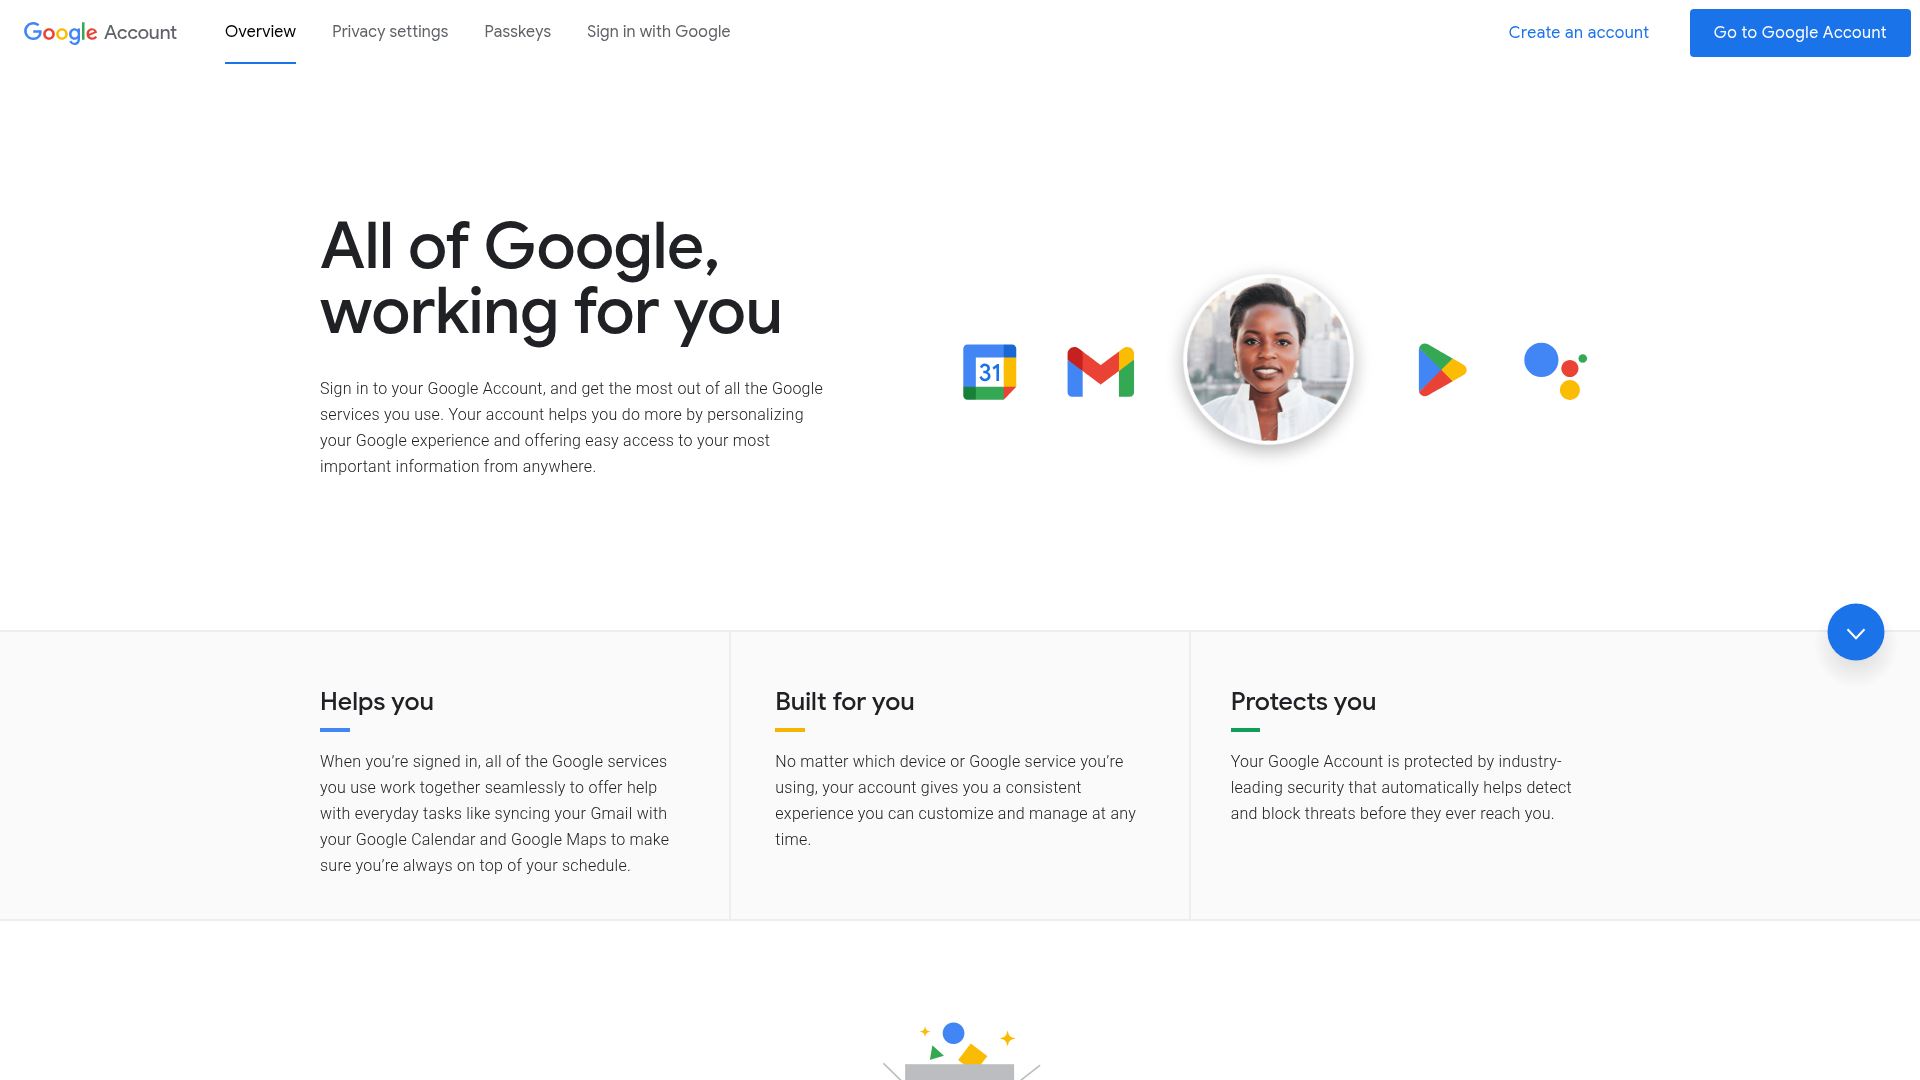 Google Account
Overview
Privacy settings
Passkeys
Sign in with Google
Create an account
Go to Google Account
All of Google,
working for you
Sign in to your Google Account, and get the most out of all the Google
services you use. Your account helps you do more by personalizing
your Google experience and offering easy access to your most
important information from anywhere.
31
Helps you
When you’re signed in, all of the Google services
you use work together seamlessly to offer help
with everyday tasks like syncing your Gmail with
your Google Calendar and Google Maps to make
sure you’re always on top of your schedule.
Built for you
No matter which device or Google service you’re
using, your account gives you a consistent
experience you can customize and manage at any
time.
Protects you
Your Google Account is protected by industry-
leading security that automatically helps detect
and block threats before they ever reach you.